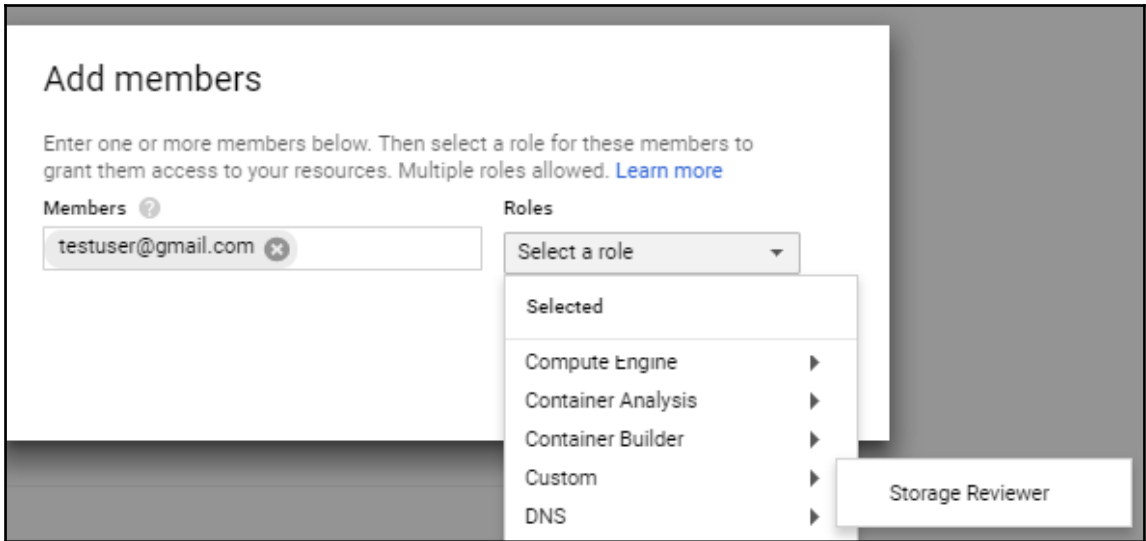 Add members
Enter one or more members below. Then select a role for these members to
grant them access to your resources. Multiple roles allowed. Learn more
Members
Roles
testuser@gmail.com
Select a role
Selected
Compute Engine
Container Analysis
Container Builder
Custom
Storage Reviewer
DNS